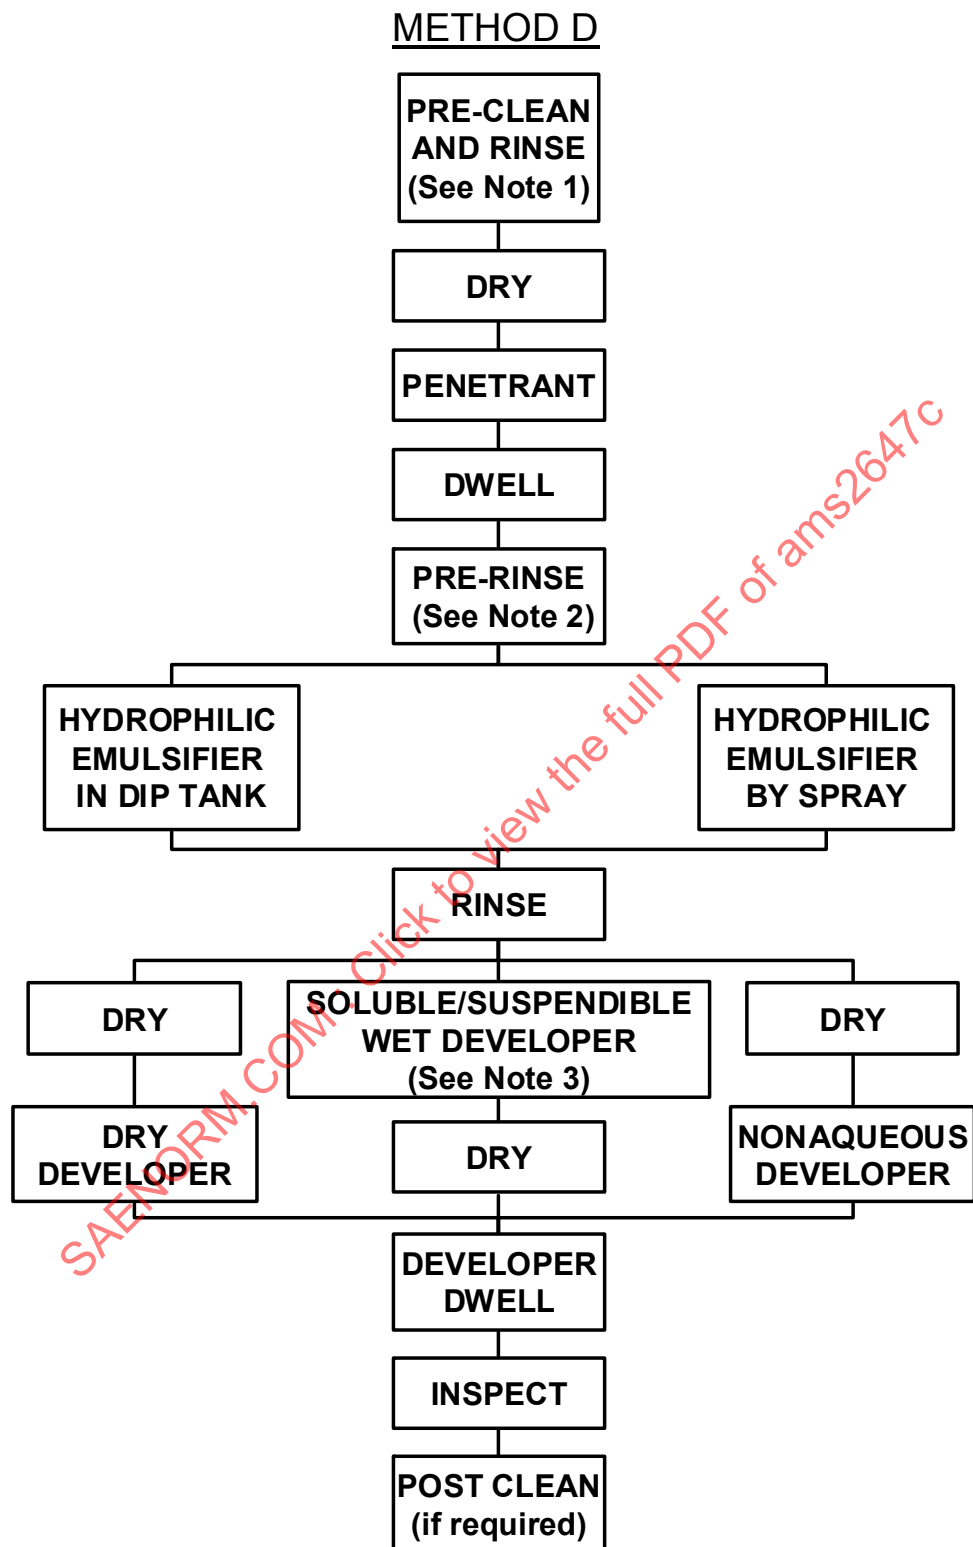 METHOD D
PRE-CLEAN
AND RINSE
(See Note 1)
DRY
PENETRANT
DWELL
PRE-RINSE
(See Note 2)
HYDROPHILIC
EMULSIFIER
IN DIP TANK
HYDROPHILIC
EMULSIFIER
BY SPRAY
RINSE
DRY
SOLUBLE/SUSPENDIBLE
WET DEVELOPER
(See Note 3)
DRY
DRY
DEVELOPER
DRY
NONAQUEOUS
DEVELOPER
DEVELOPER
DWELL
INSPECT
POST CLEAN
(if required)
SAENORM.COM : Click to view the full PDF of ams2647c